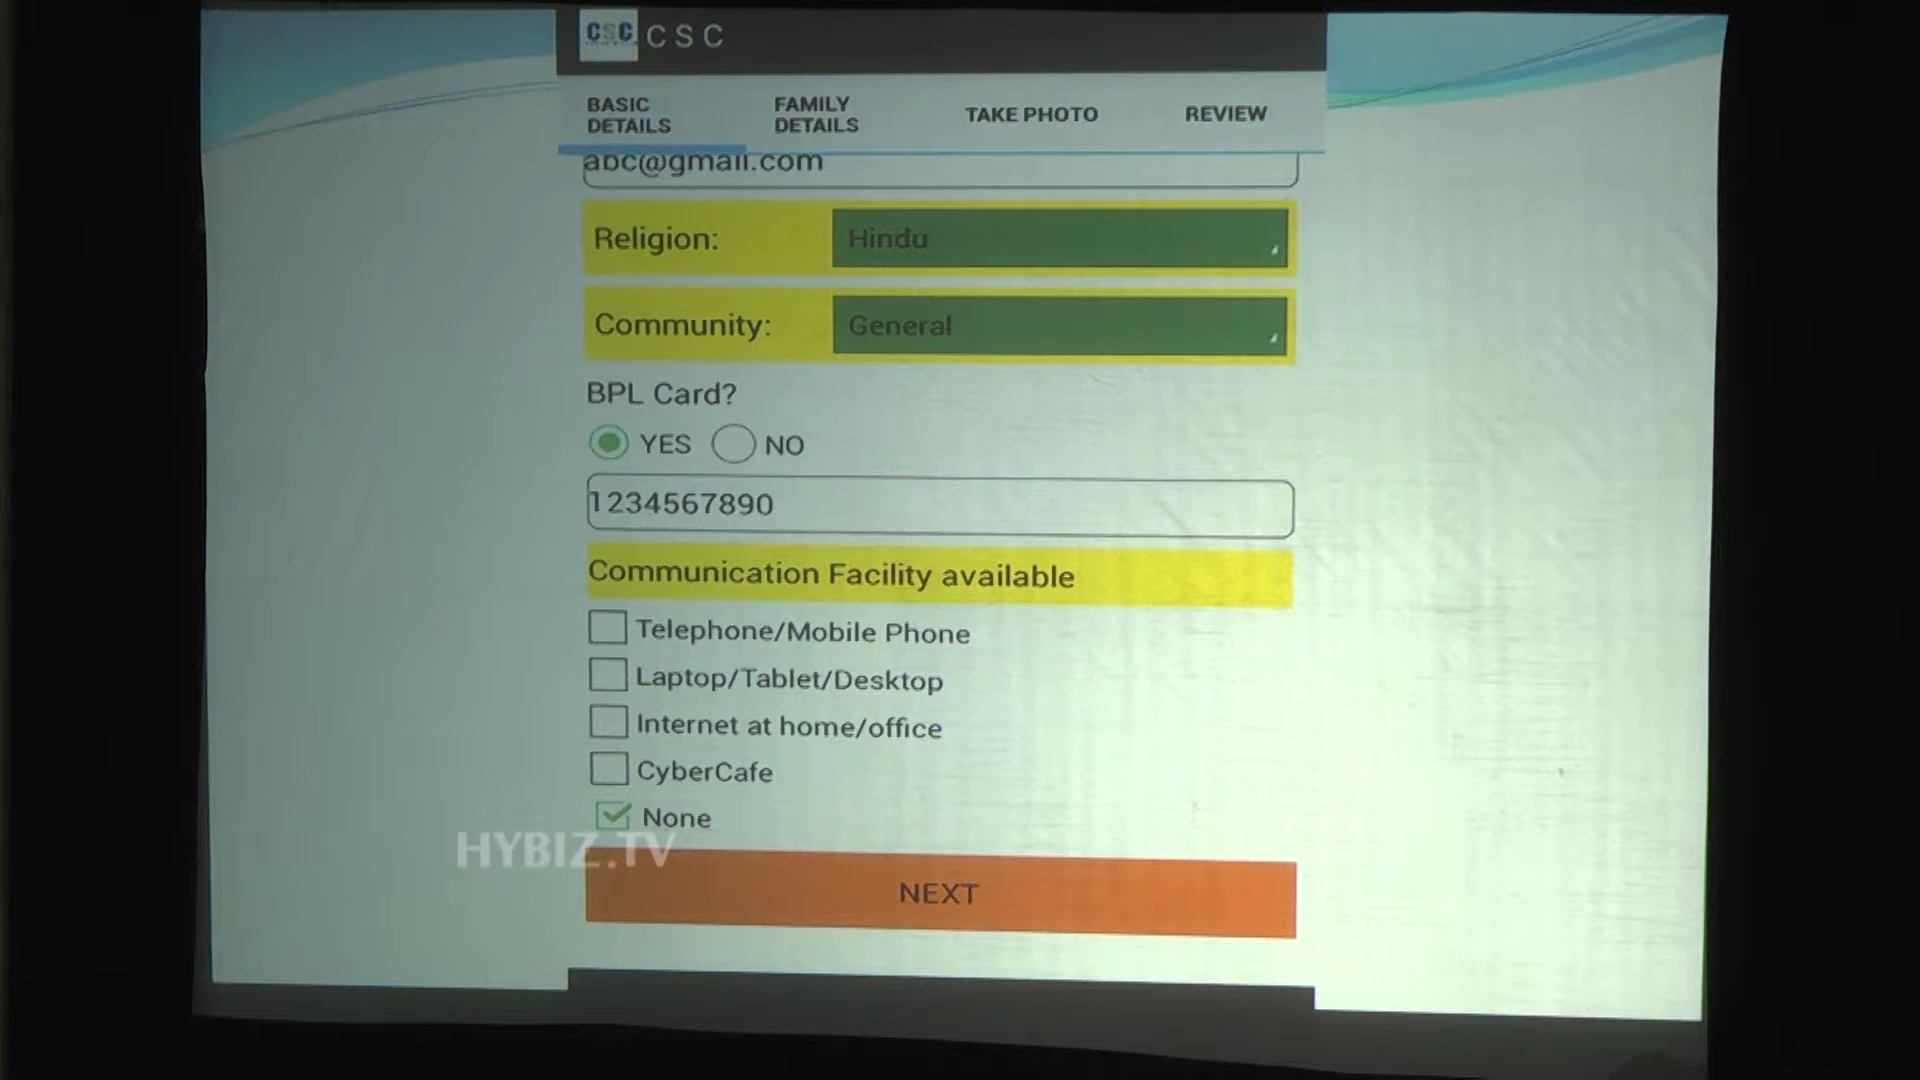 CSC
CSC
BASIC DETAILS
FAMILY DETAILS
TAKE PHOTO
REVIEW
abc@gmail.com
Religion: Hindu
Community: General
BPL Card?
YES NO
1234567890
Communication Facility available
Telephone/Mobile Phone
Laptop/Tablet/Desktop
Internet at home/office
CyberCafe
None
HYBIZ.TV
NEXT